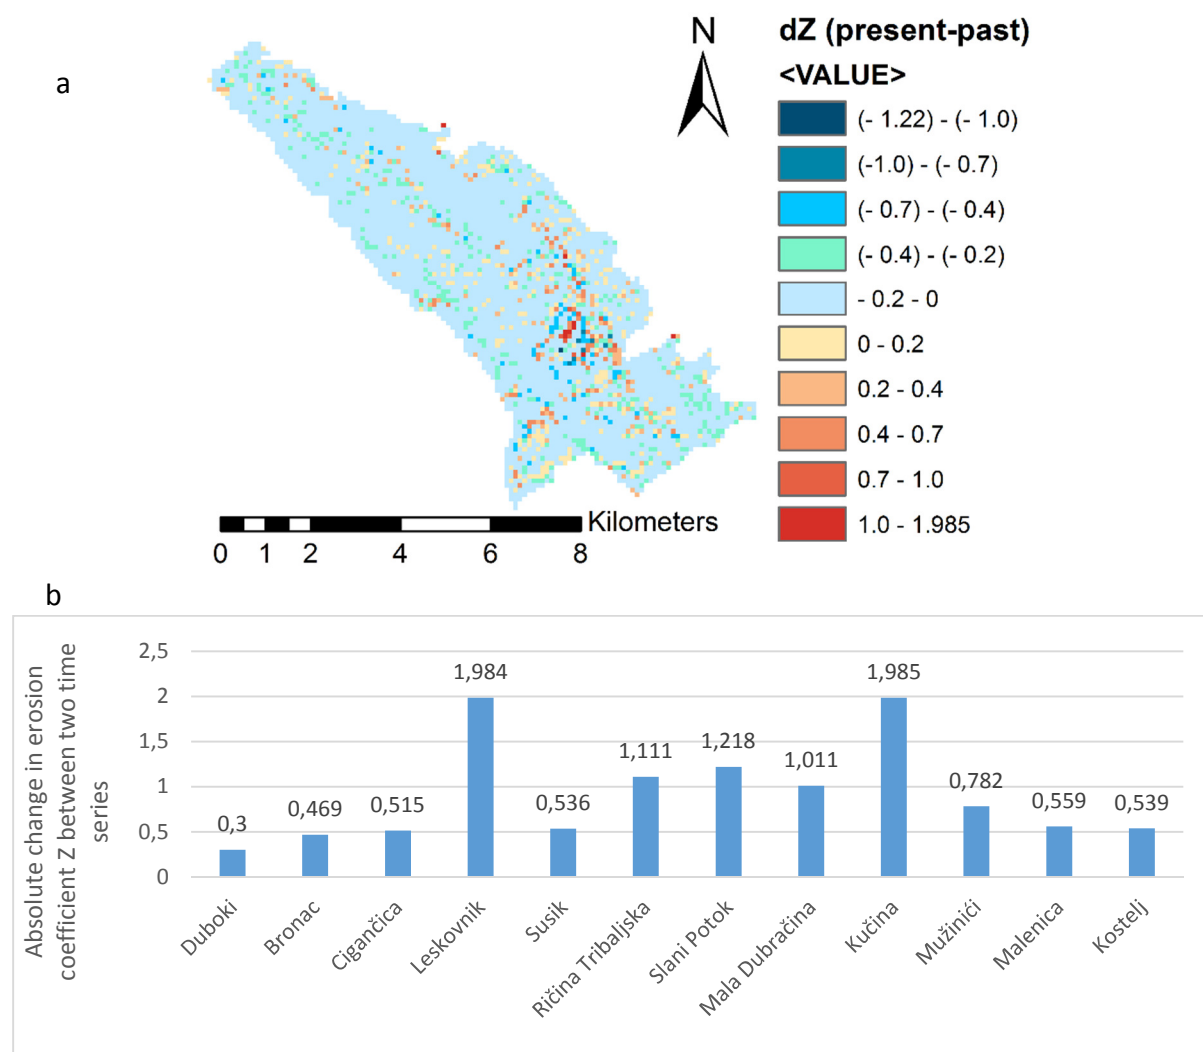 a
N
dZ (present-past)
<VALUE>
(- 1.22) - (- 1.0)
(-1.0) - (- 0.7)
(- 0.7) - (- 0.4)
(- 0.4) - (- 0.2)
- 0.2 - 0
0 - 0.2
0.2 - 0.4
0.4 - 0.7
0.7 - 1.0
1.0 - 1.985
Kilometers
0 1 2 4 6 8
b
Absolute change in erosion
coefficient Z between two time
series
2,5
2
1,5
1
0,5
0
0,3
0,469
0,515
1,984
0,536
1,111
1,218
1,011
1,985
0,782
0,559
0,539
Duboki
Bronac
Cigančica
Leskovnik
Susik
Ričina Tribaljska
Slani Potok
Mala Dubračina
Kučina
Mužinići
Malenica
Kostelj